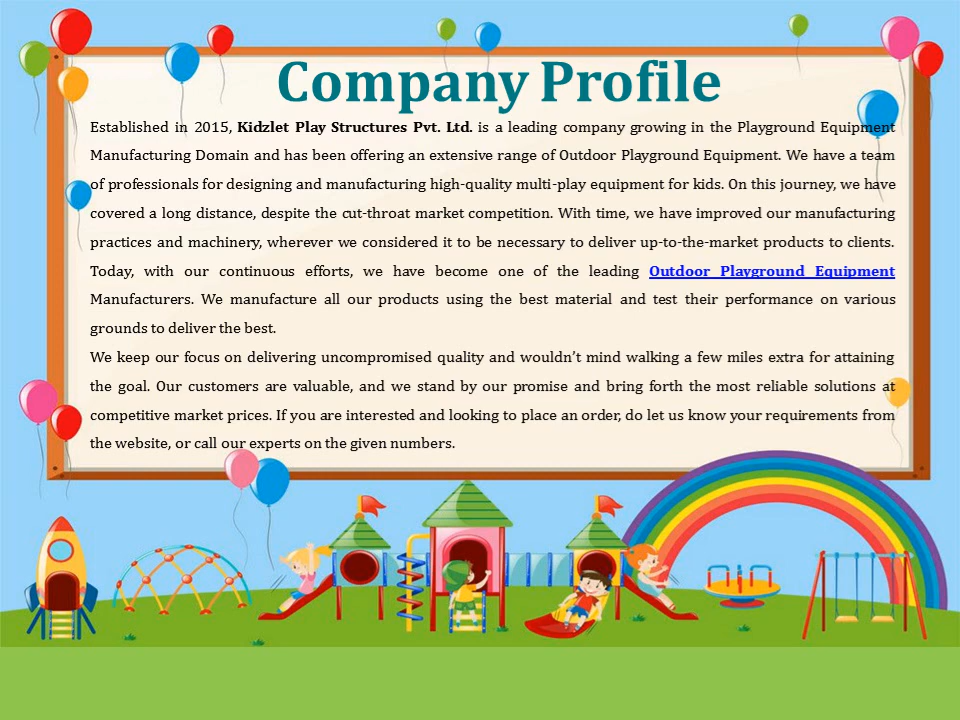 Company Profile
Established in 2015, Kidzlet Play Structures Pvt. Ltd. is a leading company growing in the Playground Equipment
Manufacturing Domain and has been offering an extensive range of Outdoor Playground Equipment. We have a team
of professionals for designing and manufacturing high-quality multi-play equipment for kids. On this journey, we have
covered a long distance, despite the cut-throat market competition. With time, we have improved our manufacturing
practices and machinery, wherever we considered it to be necessary to deliver up-to-the-market products to clients.
Today, with our continuous efforts, we have become one of the leading Outdoor Playground Equipment
Manufacturers. We manufacture all our products using the best material and test their performance on various
grounds to deliver the best.
We keep our focus on delivering uncompromised quality and wouldn’t mind walking a few miles extra for attaining
the goal. Our customers are valuable, and we stand by our promise and bring forth the most reliable solutions at
competitive market prices. If you are interested and looking to place an order, do let us know your requirements from
the website, or call our experts on the given numbers.